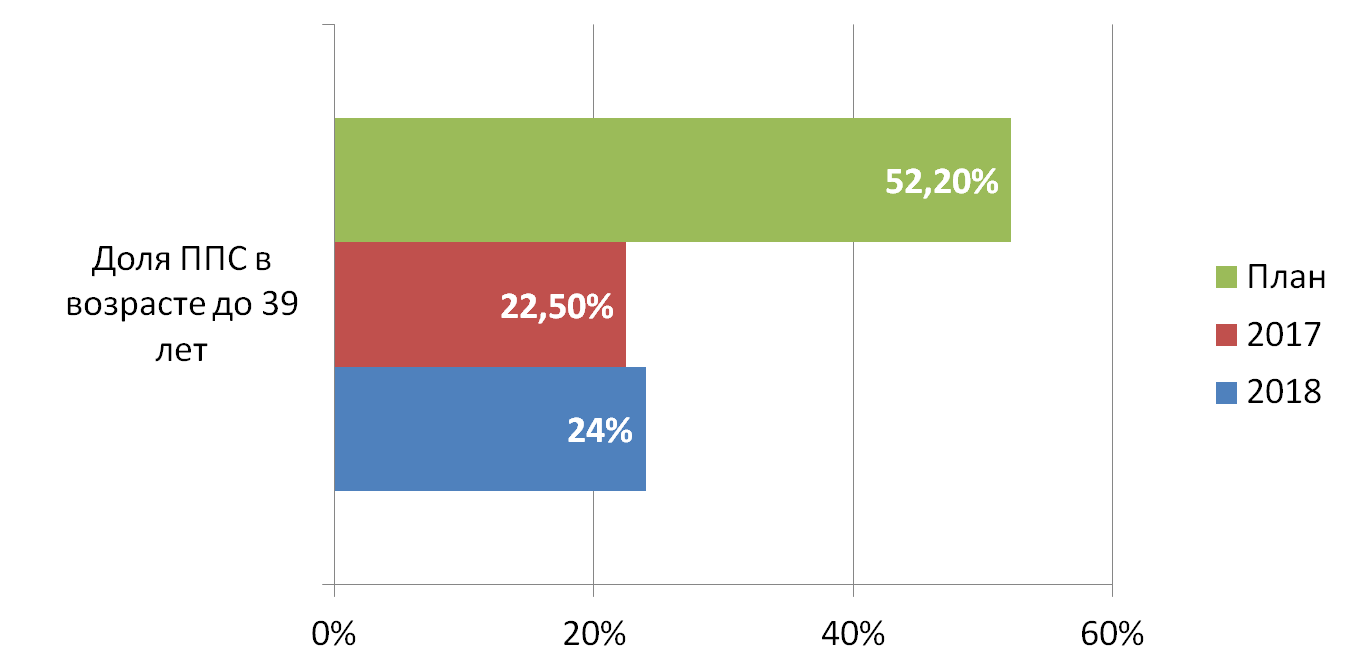 52,20%
Доля ППС в
возрасте до 39
лет
22,50%
24%
План
2017
2018
0%
20%
40%
60%